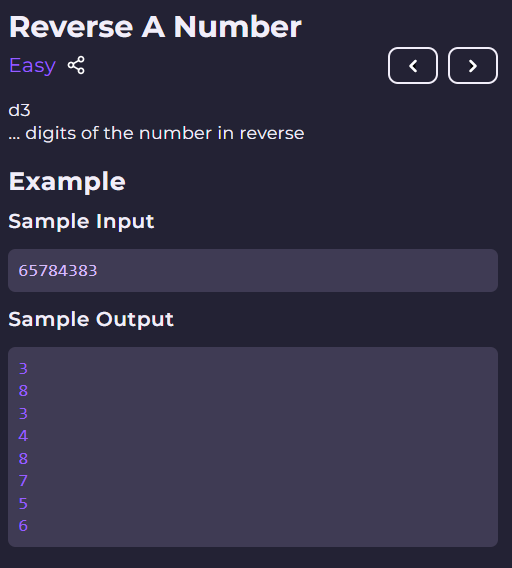 Reverse A Number
Easy
d3
... digits of the number in reverse
Example
Sample Input
65784383
Sample Output
3
8
3
4
8
7
5
6